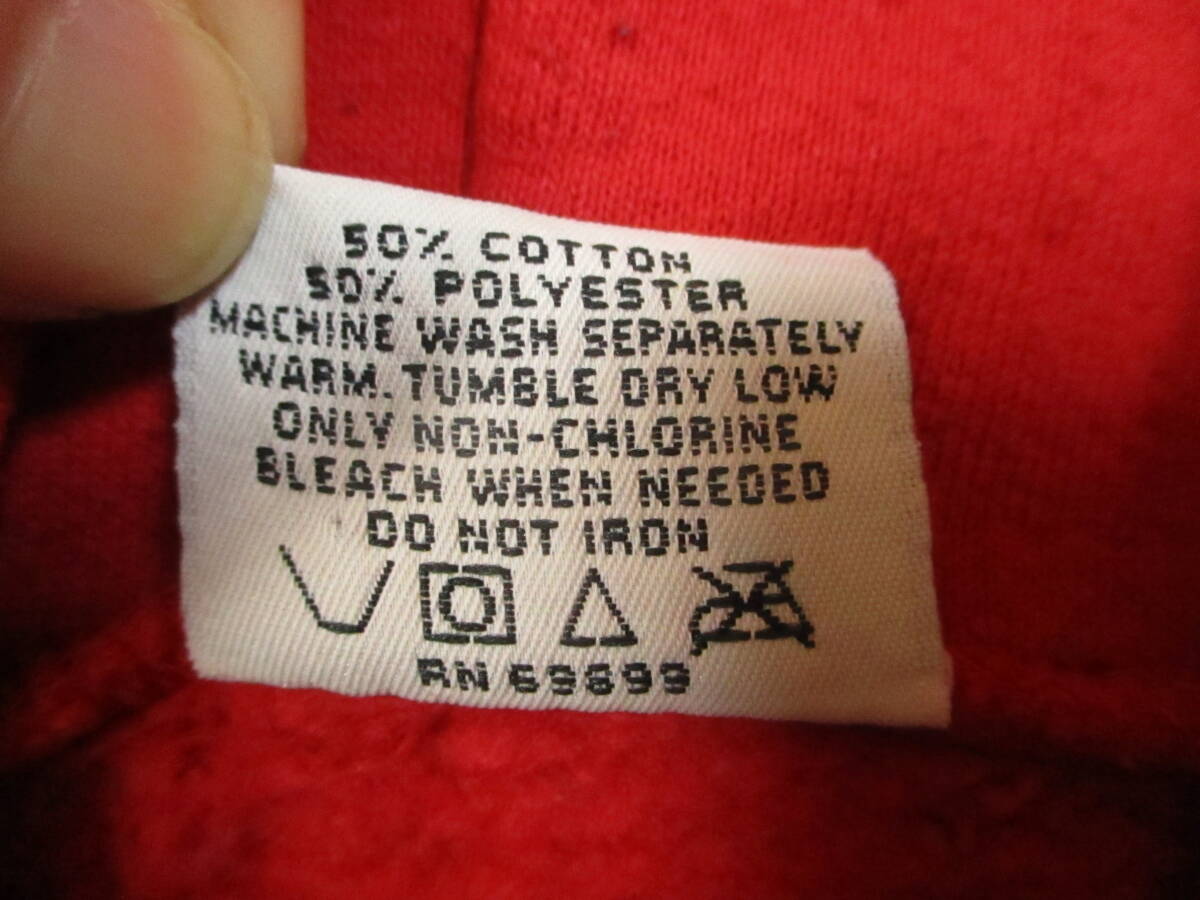 50% COTTON
50% POLYESTER
MACHINE WASH SEPARATELY
WARM. TUMBLE DRY LOW
ONLY NON-CHLORINE
BLEACH WHEN NEEDED
DO NOT IRON
RN 69699